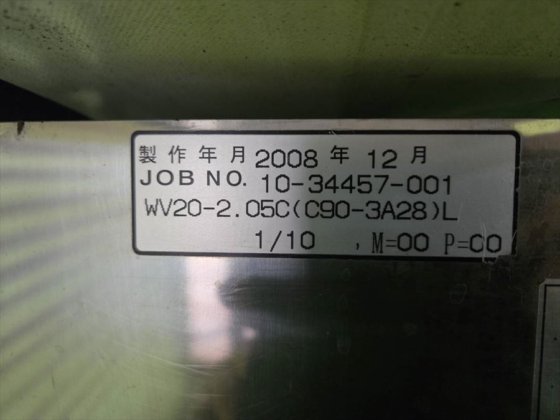 製作年月 2008 年 12 月
JOB NO. 10-34457-001
WV20-2.05C(C90-3A28)L
1/10 , M=00 P=00